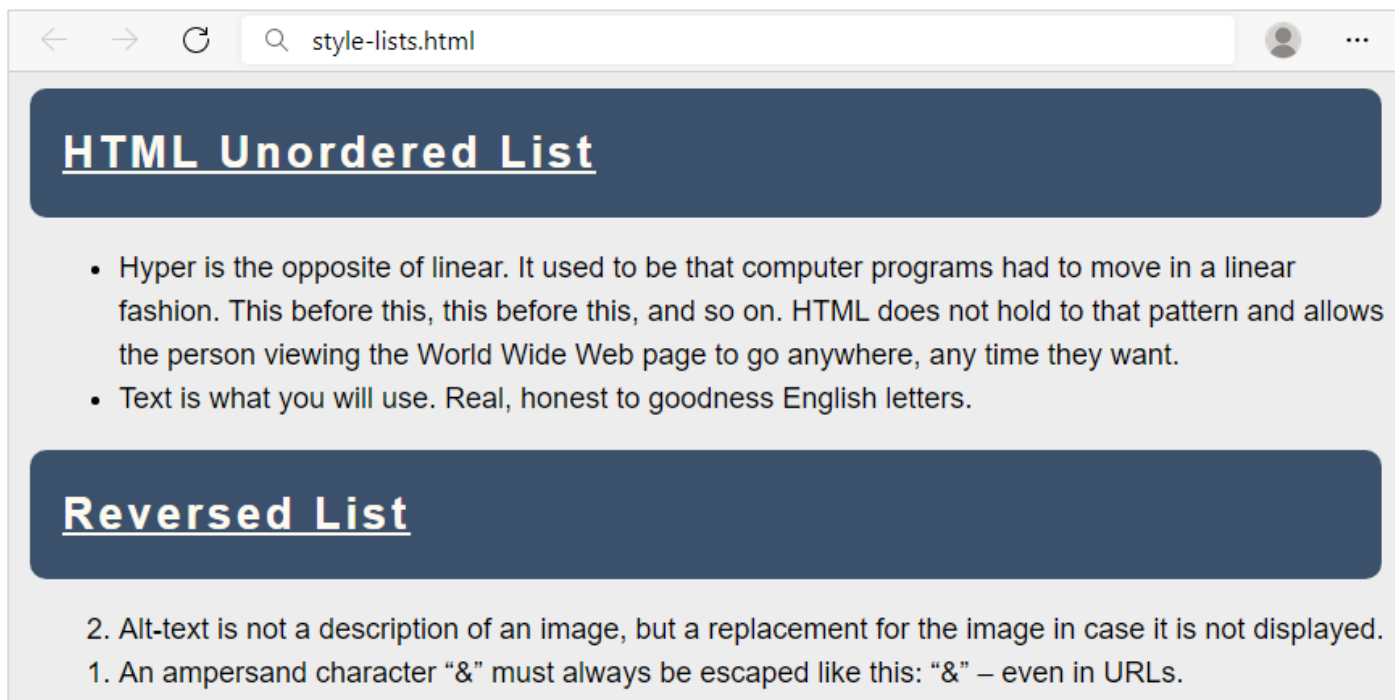 style-lists.html
HTML Unordered List
• Hyper is the opposite of linear. It used to be that computer programs had to move in a linear
fashion. This before this, this before this, and so on. HTML does not hold to that pattern and allows
the person viewing the World Wide Web page to go anywhere, any time they want.
• Text is what you will use. Real, honest to goodness English letters.
Reversed List
2. Alt-text is not a description of an image, but a replacement for the image in case it is not displayed.
1. An ampersand character “&” must always be escaped like this: “&” – even in URLs.